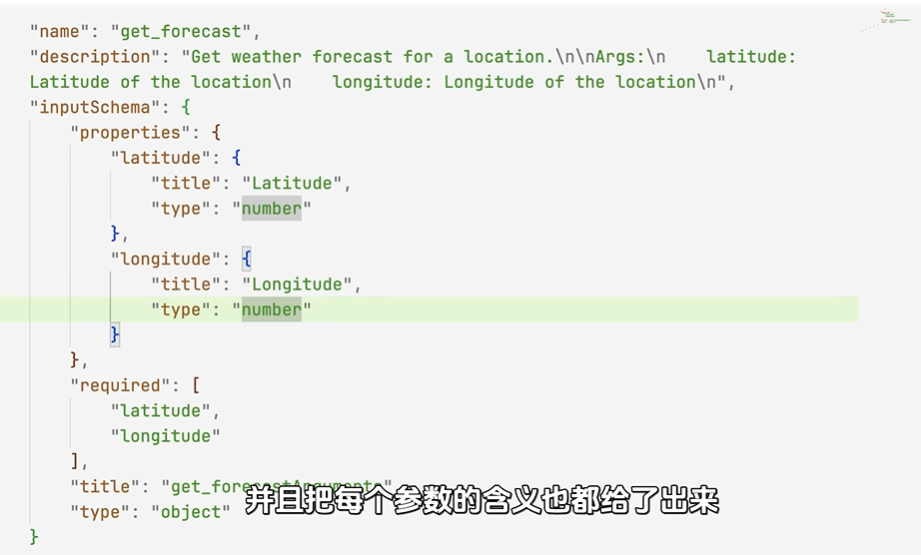 "name": "get_forecast",
"description": "Get weather forecast for a location.\n\nArgs:\n    latitude:
Latitude of the location\n    longitude: Longitude of the location\n",
"inputSchema": {
"properties": {
"latitude": {
"title": "Latitude",
"type": "number"
},
"longitude": {
"title": "Longitude",
"type": "number"
}
},
"required": [
"latitude",
"longitude"
],
"title": "get_forecastArguments"
"type": "object"
并且把每个参数的含义也都给了出来
}